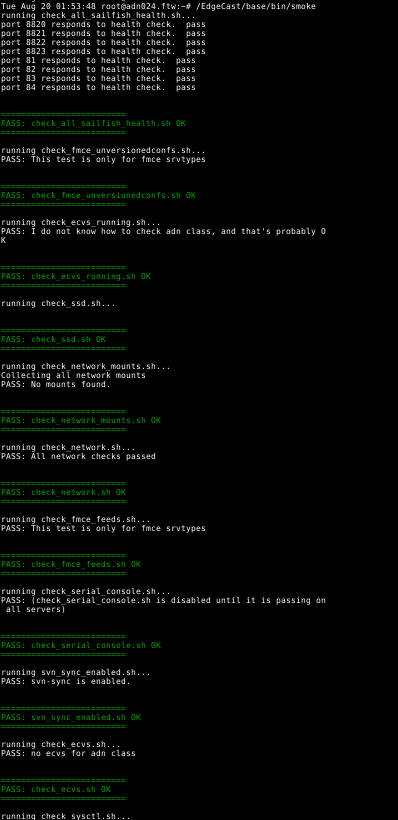 Tue Aug 20 01:53:48 root@adn024.ftw:~# /EdgeCast/base/bin/smoke
running check_all_sailfish_health.sh...
port 8820 responds to health check.  pass
port 8821 responds to health check.  pass
port 8822 responds to health check.  pass
port 8823 responds to health check.  pass
port 81 responds to health check.  pass
port 82 responds to health check.  pass
port 83 responds to health check.  pass
port 84 responds to health check.  pass
=========================
PASS: check_all_sailfish_health.sh OK
=========================
running check_fmce_unversionedconfs.sh...
PASS: This test is only for fmce srvtypes
=========================
PASS: check_fmce_unversionedconfs.sh OK
=========================
running check_ecvs_running.sh...
PASS: I do not know how to check adn class, and that's probably O
K
=========================
PASS: check_ecvs_running.sh OK
=========================
running check_ssd.sh...
=========================
PASS: check_ssd.sh OK
=========================
running check_network_mounts.sh...
Collecting all network mounts
PASS: No mounts found.
=========================
PASS: check_network_mounts.sh OK
=========================
running check_network.sh...
PASS: All network checks passed
=========================
PASS: check_network.sh OK
=========================
running check_fmce_feeds.sh...
PASS: This test is only for fmce srvtypes
=========================
PASS: check_fmce_feeds.sh OK
=========================
running check_serial_console.sh...
PASS: (check_serial_console.sh is disabled until it is passing on
 all servers)
=========================
PASS: check_serial_console.sh OK
=========================
running svn_sync_enabled.sh...
PASS: svn-sync is enabled.
=========================
PASS: svn_sync_enabled.sh OK
=========================
running check_ecvs.sh...
PASS: no ecvs for adn class
=========================
PASS: check_ecvs.sh OK
=========================
running check_sysctl.sh...